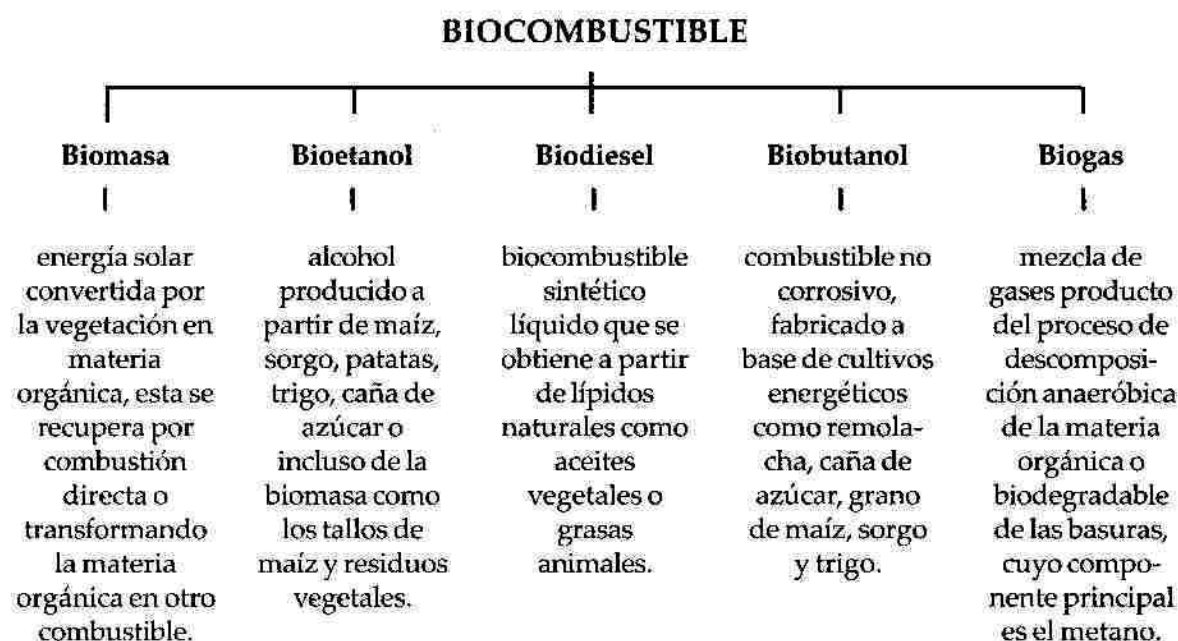 BIOCOMBUSTIBLE
Biomasa
energía solar
convertida por
la vegetación en
materia
orgánica, esta se
recupera por
combustión
directa o
transformando
la materia
orgánica en otro
combustible.
Bioetanol
alcohol
producido a
partir de maíz,
sorgo, patatas,
trigo, caña de
azúcar o
incluso de la
biomasa como
los tallos de
maíz y residuos
vegetales.
Biodiesel
biocombustible
sintético
líquido que se
obtiene a partir
de lípidos
naturales como
aceites
vegetales o
grasas
animales.
Biobutanol
combustible no
corrosivo,
fabricado a
base de cultivos
energéticos
como remola-
cha, caña de
azúcar, grano
de maíz, sorgo
y trigo.
Biogas
mezcla de
gases producto
del proceso de
descomposi-
ción anaeróbica
de la materia
orgánica o
biodegradable
de las basuras,
cuyo compo-
nente principal
es el metano.